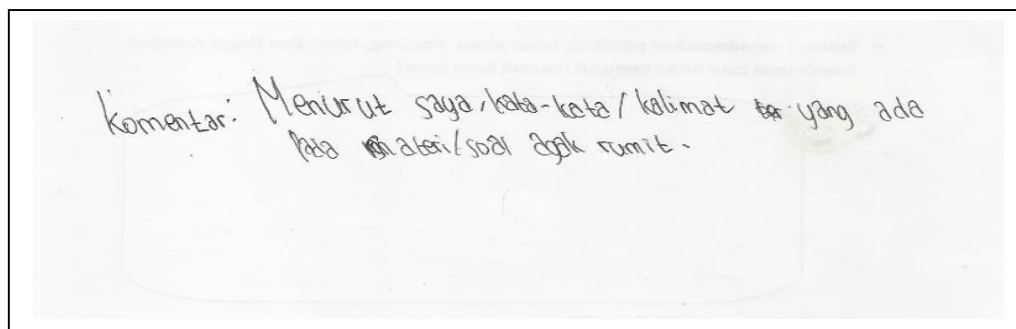 Komentar: Menurut saya, kata-kata / kalimat yang ada
Pada materi/soal agak rumit.